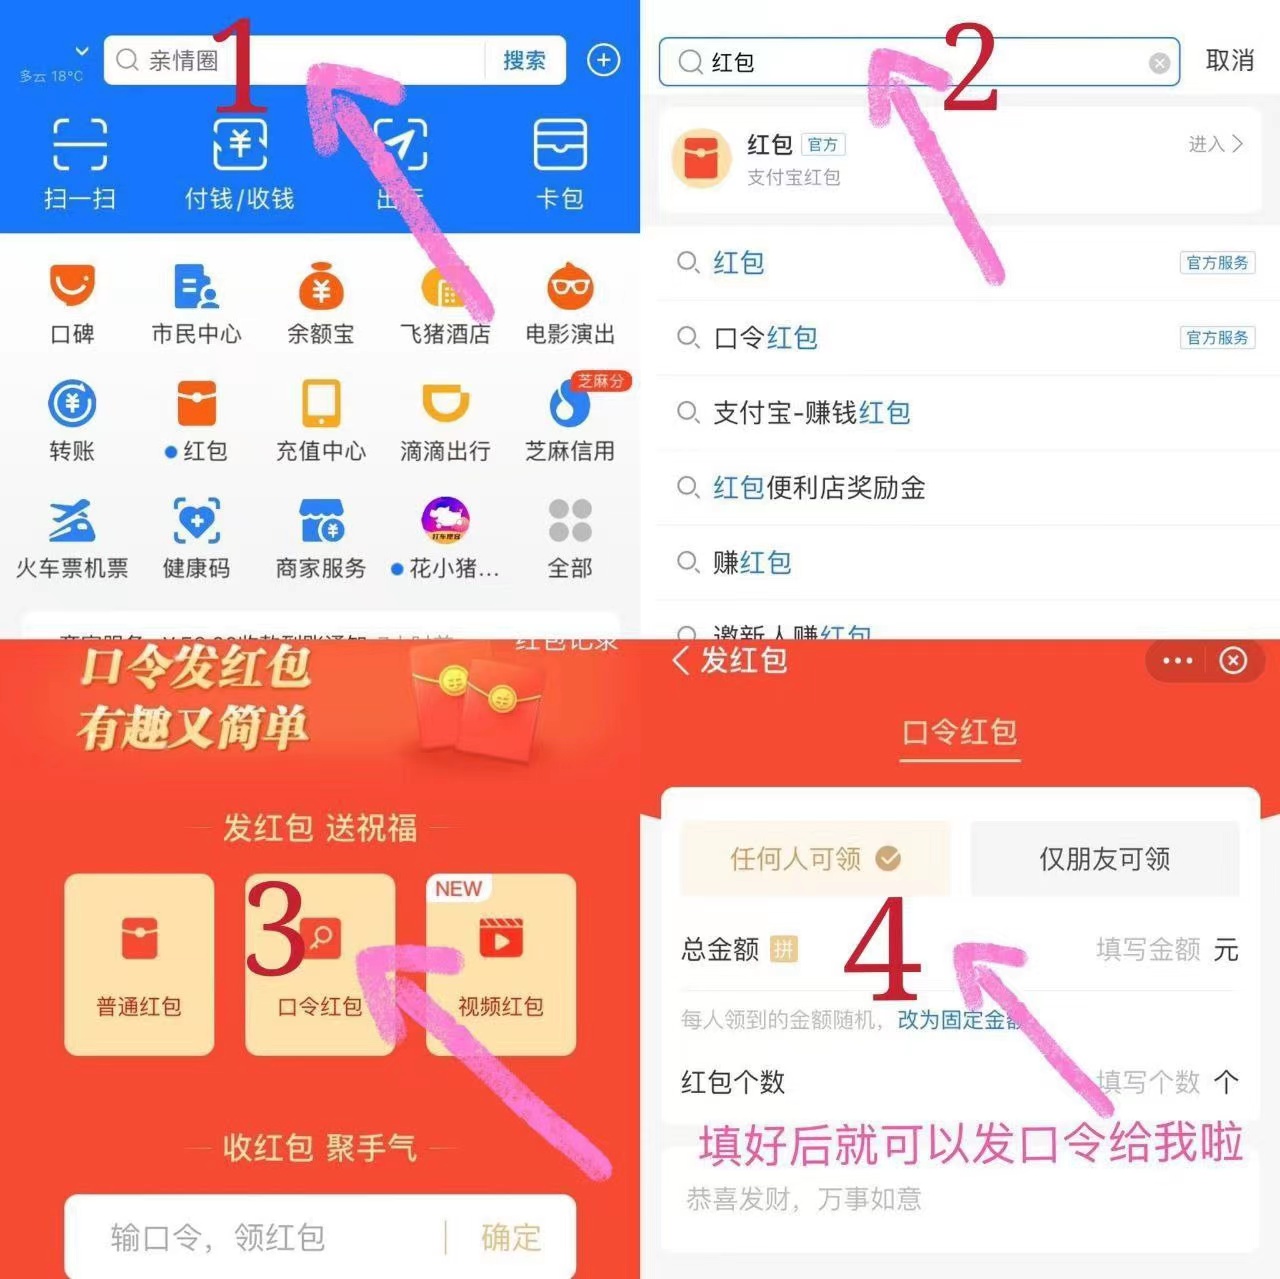 1
亲情圈
搜索
多云 18°C
扫一扫
付钱/收钱
出行
卡包
口碑
市民中心
余额宝
飞猪酒店
电影演出
芝麻分
转账
红包
充值中心
滴滴出行
芝麻信用
火车票机票
健康码
商家服务
花小猪...
全部
2
红包
取消
红包 官方
支付宝红包
进入
红包
官方服务
口令红包
官方服务
支付宝-赚钱红包
红包便利店奖励金
赚红包
邀新人赚红包
红包记录
口令发红包
有趣又简单
发红包 送祝福
3
NEW
普通红包
口令红包
视频红包
收红包 聚手气
输口令，领红包
确定
发红包
口令红包
任何人可领
仅朋友可领
4
总金额 拼
填写金额 元
每人领到的金额随机，改为固定金额
红包个数
填写个数 个
填好后就可以发口令给我啦
恭喜发财，万事如意